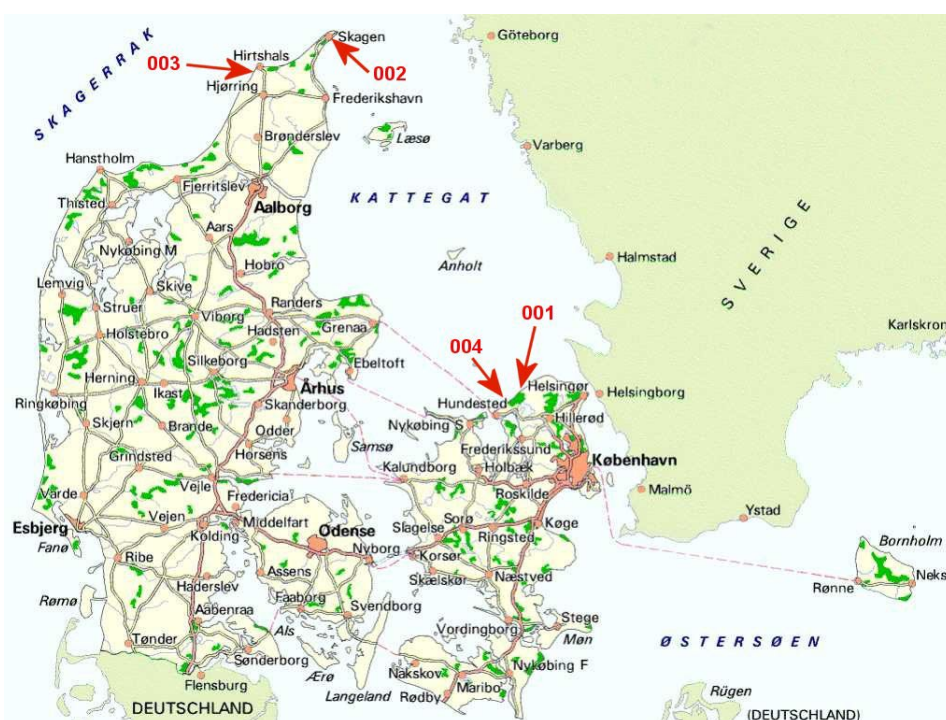 Göteborg
Skagen
Hirtshals
003
002
Hjørring
Frederikshavn
SKAGERRAK
Brønderslev
Læsø
Varberg
Hanstholm
Fjerritslev
Thisted
Aalborg
KATTEGAT
Aars
Nykøbing M
Halmstad
SVERIGE
Anholt
Hobro
Lemvig
Skive
Struer
Viborg
Randers
001
Hadsten
Grenaa
Karlskron
Holstebro
004
Silkeborg
Ebeltoft
Herning
Ikast
Århus
Helsingør
Helsingborg
Ringkøbing
Skanderborg
Hundested
Hillerød
Skjern
Brande
Odder
Samsø
Nykøbing S
Frederikssund
Horsens
København
Grindsted
Kalundborg
Holbæk
Vejle
Roskilde
Malmö
Varde
Fredericia
Ystad
Esbjerg
Vejen
Middelfart
Odense
Slagelse
Sorø
Køge
Kolding
Ringsted
Fanø
Nyborg
Korsør
Bornholm
Ribe
Assens
Skælskør
Næstved
Neks
Haderslev
Rønne
Rømø
Faaborg
Svendborg
Aabenraa
Stege
Als
Vordingborg
Møn
Tønder
ØSTERSØEN
Sønderborg
Ærø
Nakskov
Nykøbing F
Flensburg
Maribo
Langeland
Rødby
Rügen
DEUTSCHLAND
(DEUTSCHLAND)